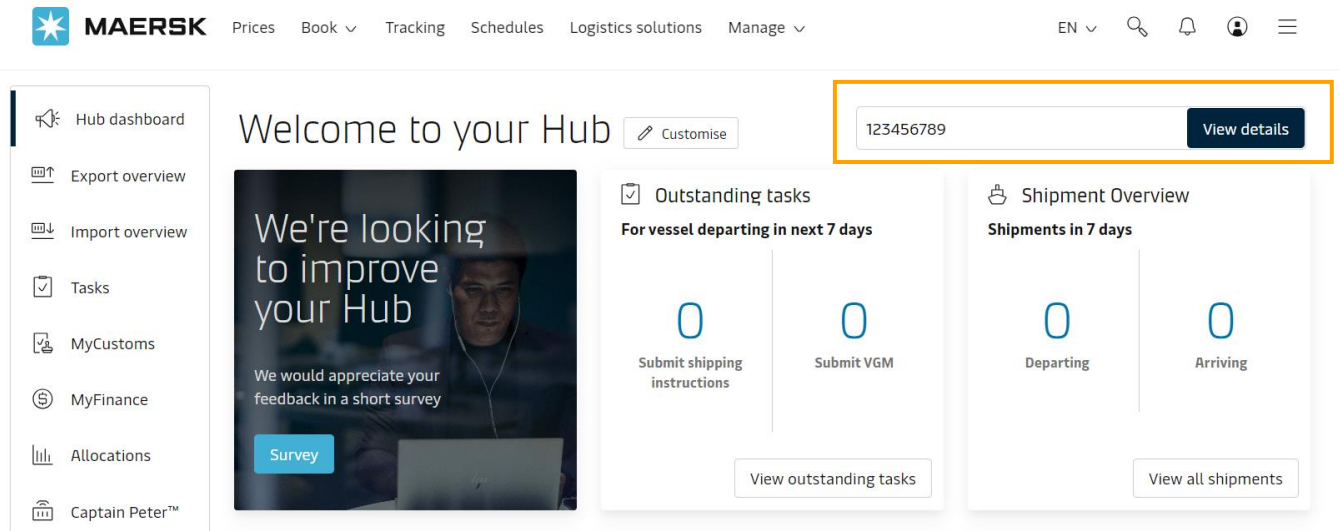 MAERSK
Prices
Book
Tracking
Schedules
Logistics solutions
Manage
EN
Hub dashboard
Export overview
Import overview
Tasks
MyCustoms
MyFinance
Allocations
Captain Peter™
Welcome to your Hub
Customise
123456789
View details
We're looking
to improve
your Hub
We would appreciate your
feedback in a short survey
Survey
Outstanding tasks
For vessel departing in next 7 days
0
Submit shipping
instructions
0
Submit VGM
View outstanding tasks
Shipment Overview
Shipments in 7 days
0
Departing
0
Arriving
View all shipments